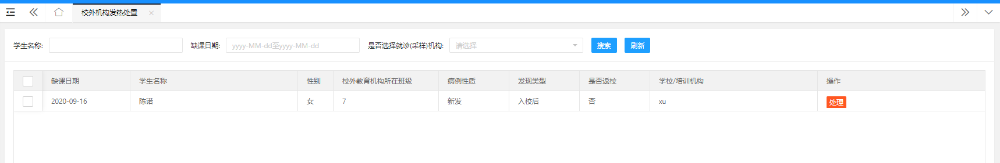 校外机构发热处置
学生名称: 缺课日期: yyyy-MM-dd至yyyy-MM-dd 是否选择就诊(采样)机构: 请选择 搜索 刷新
缺课日期 学生名称 性别 校外教育机构所在班级 病例性质 发现类型 是否返校 学校/培训机构 操作
2020-09-16 陈诺 女 7 新发 入校后 否 xu 处理